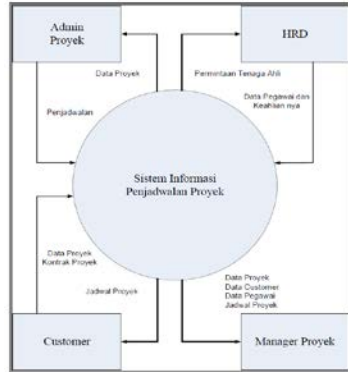 Admin
Proyek
HRD
Data Proyek
Permintaan Tenaga Ahli
Penjadwalan
Data Pegawai dan
Keahlian nya
Sistem Informasi
Penjadwalan Proyek
Data Proyek
Kontrak Proyek
Jadwal Proyek
Data Proyek
Data Customer
Data Pegawai
Jadwal Proyek
Customer
Manager Proyek